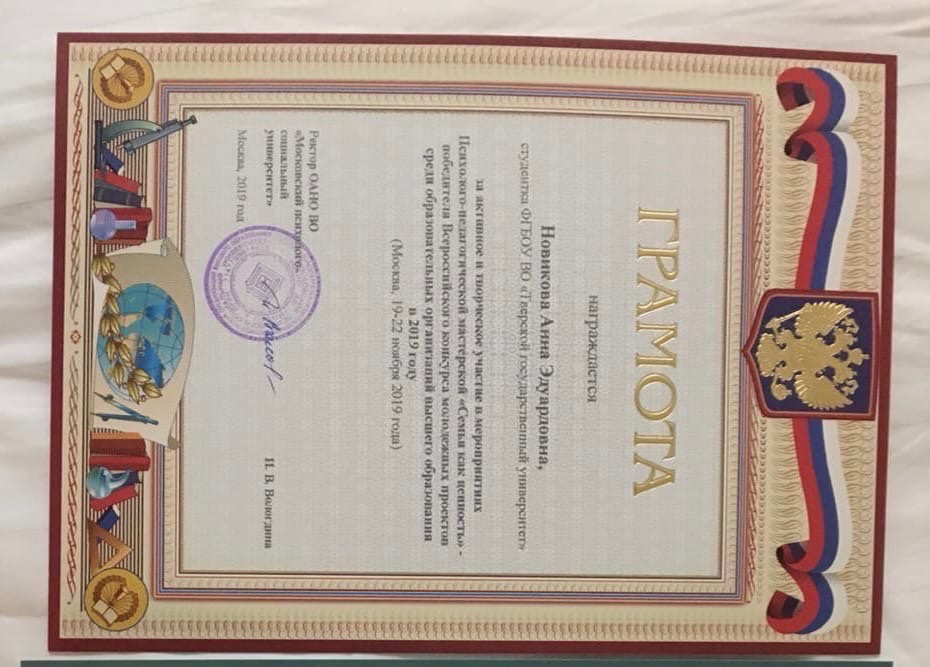 ГРАМОТА
награждается
Новикова Анна Эдуардовна,
студентка ФГБОУ ВО «Тверской государственный университет»
за активное и творческое участие в мероприятиях
Психолого-педагогической мастерской «Семья как ценность» -
победителя Всероссийского конкурса молодежных проектов
среди образовательных организаций высшего образования
в 2019 году
(Москва, 19-22 ноября 2019 года)
Ректор ОАНО ВО
«Московский психолого-
социальный
университет»
Н. В. Вологдина
Москва, 2019 год